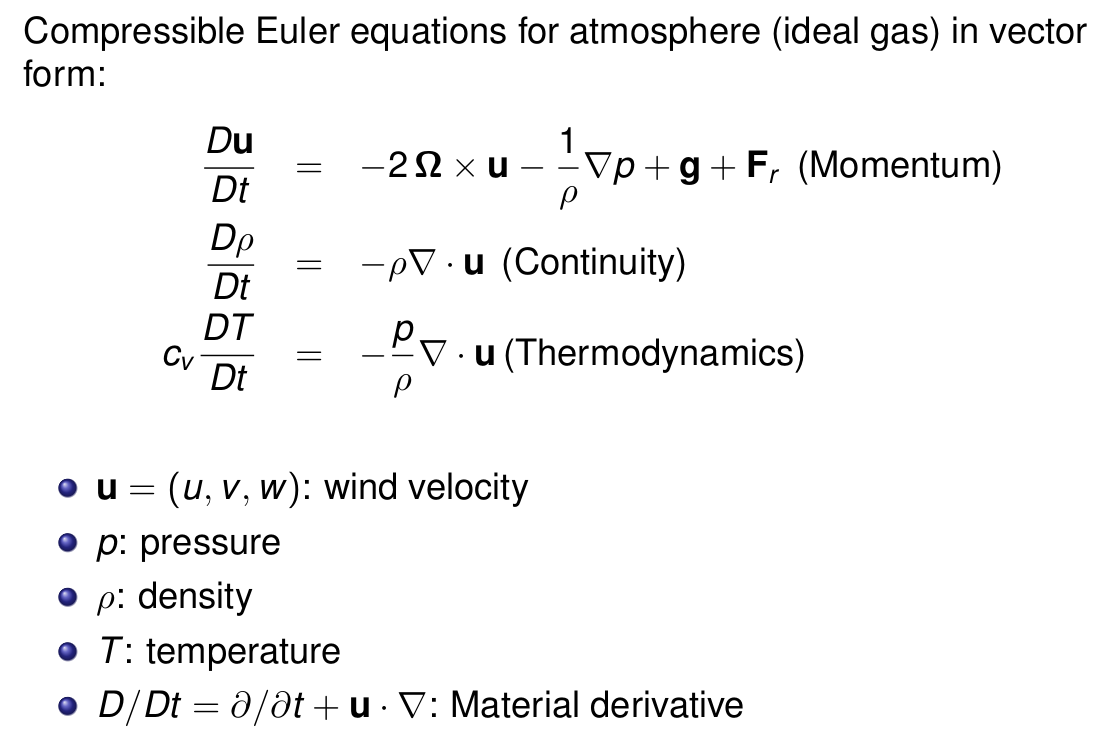 Compressible Euler equations for atmosphere (ideal gas) in vector
form:
Du/Dt = −2 Ω × u − 1/ρ ∇p + g + F_r (Momentum)
Dρ/Dt = −ρ∇ · u (Continuity)
c_v DT/Dt = −p/ρ ∇ · u (Thermodynamics)
u = (u, v, w): wind velocity
p: pressure
ρ: density
T: temperature
D/Dt = ∂/∂t + u · ∇: Material derivative